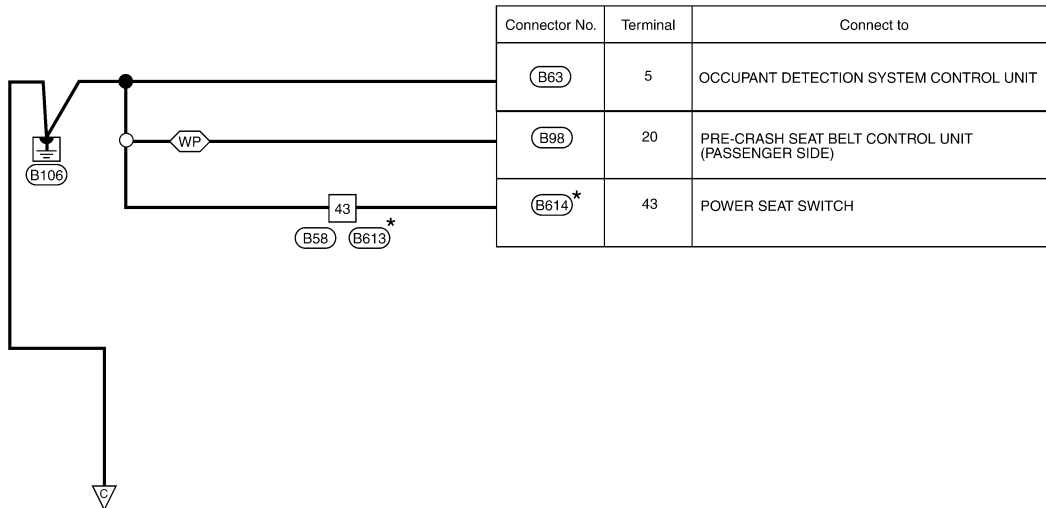 Connector No. Terminal Connect to
B63 5 OCCUPANT DETECTION SYSTEM CONTROL UNIT
WP B98 20 PRE-CRASH SEAT BELT CONTROL UNIT
(PASSENGER SIDE)
B106
43 B614* 43 POWER SEAT SWITCH
B58 B613*
C